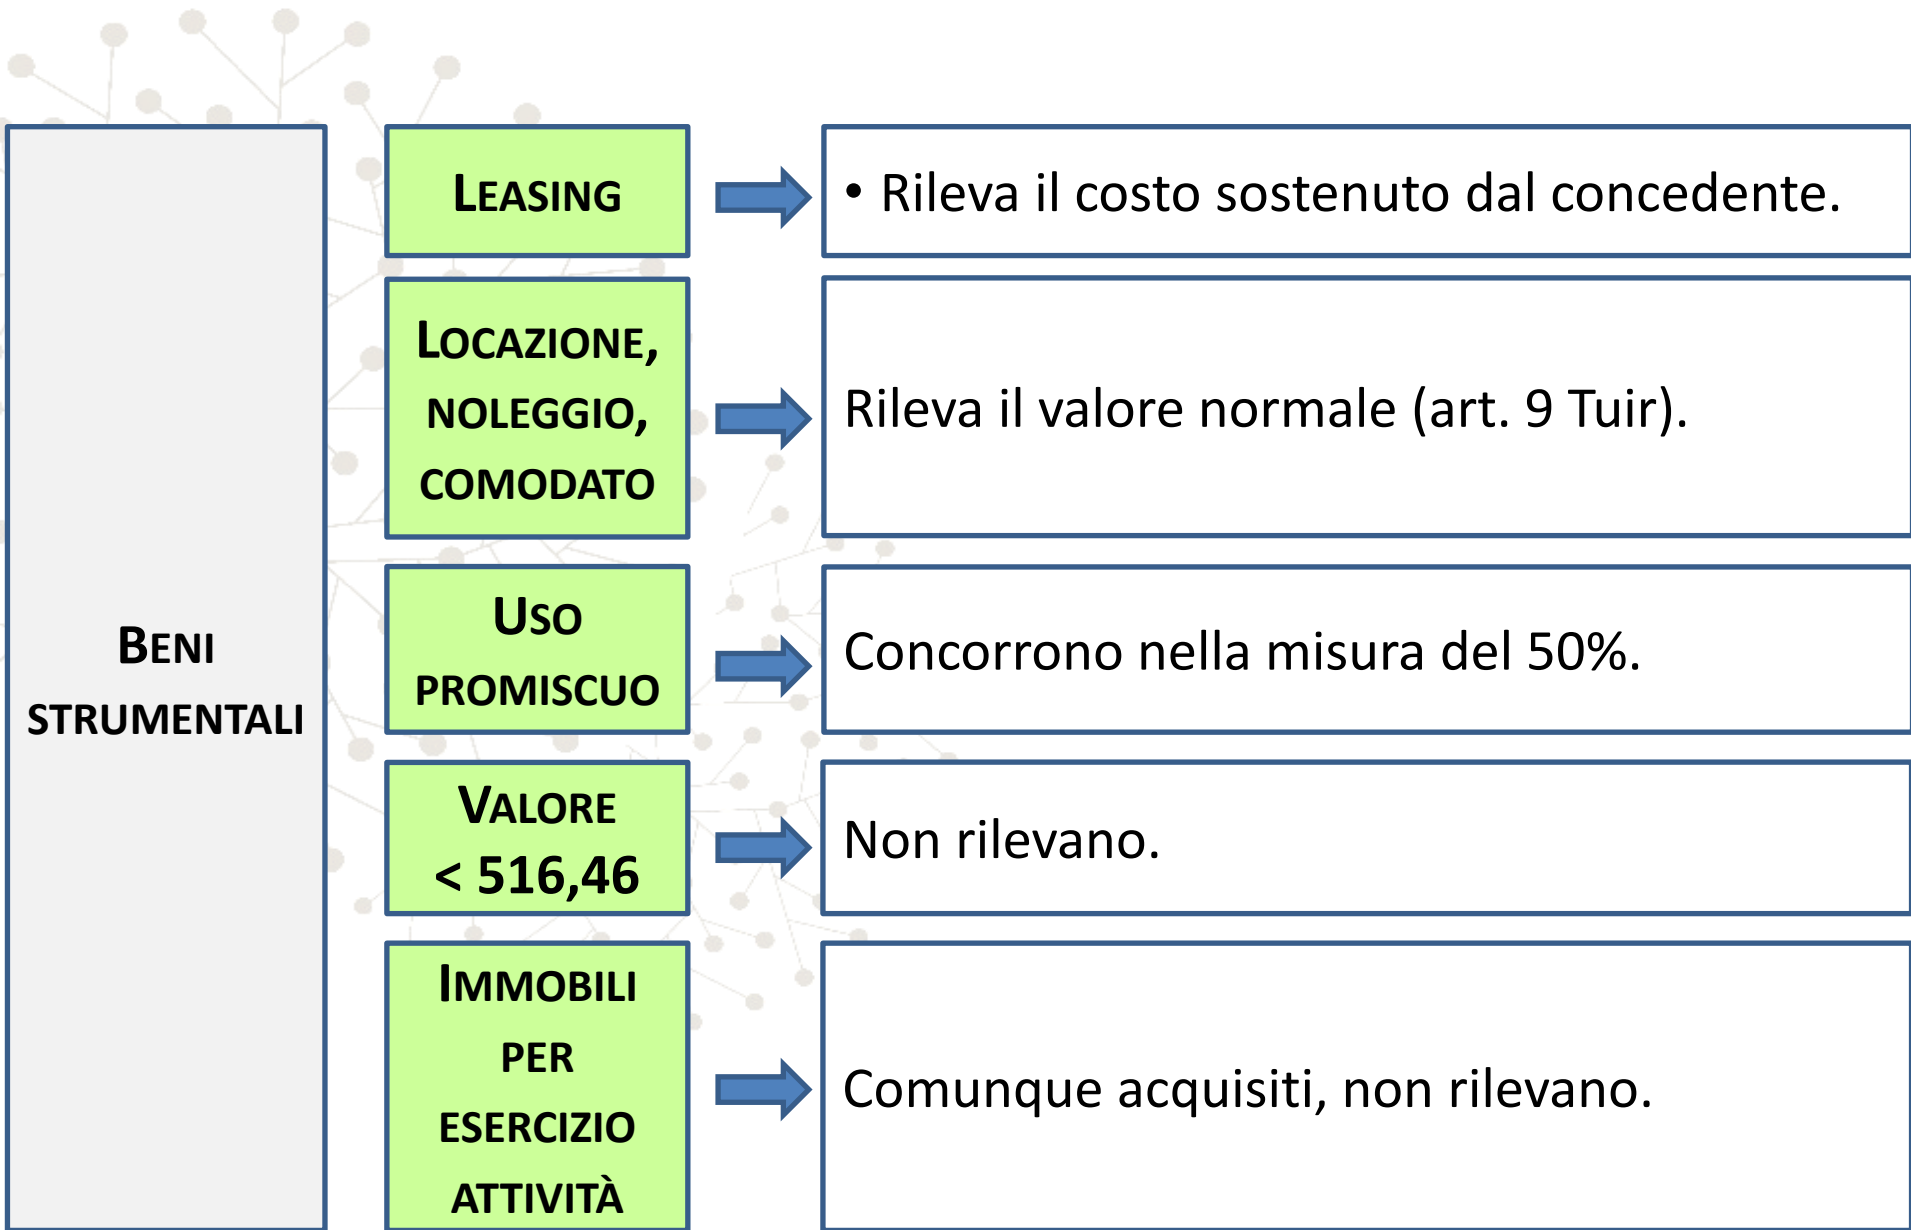 BENI
STRUMENTALI
LEASING
• Rileva il costo sostenuto dal concedente.
LOCAZIONE,
NOLEGGIO,
COMODATO
Rileva il valore normale (art. 9 Tuir).
USO
PROMISCUO
Concorrono nella misura del 50%.
VALORE
< 516,46
Non rilevano.
IMMOBILI
PER
ESERCIZIO
ATTIVITÀ
Comunque acquisiti, non rilevano.